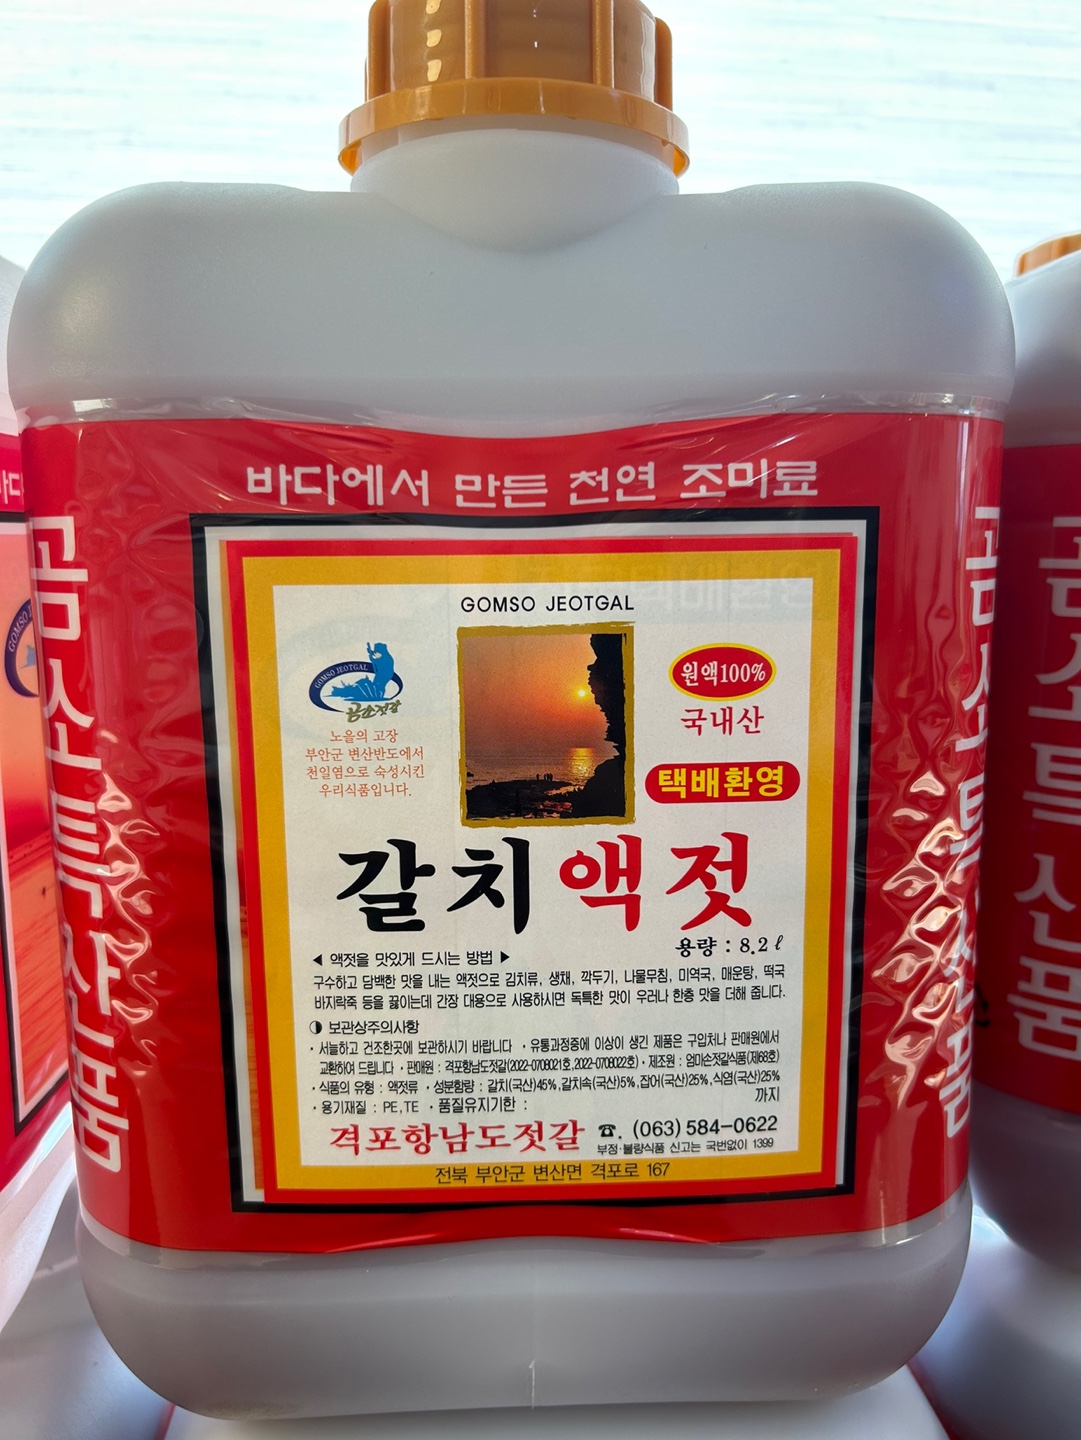 바다에서 만든 천연 조미료
곰소특산품
곰소특산품
GOMSO JEOTGAL
GOMSO JEOTGAL
곰소젓갈
노을의 고장
부안군 변산반도에서
천일염으로 숙성시킨
우리식품입니다.
원액100%
국내산
택배환영
갈치액젓
용량 : 8.2ℓ
◀ 액젓을 맛있게 드시는 방법 ▶
구수하고 담백한 맛을 내는 액젓으로 김치류, 생채, 깍두기, 나물무침, 미역국, 매운탕, 떡국
바지락죽 등을 끓이는데 간장 대용으로 사용하시면 독특한 맛이 우러나 한층 맛을 더해 줍니다.
◑ 보관상주의사항
· 서늘하고 건조한곳에 보관하시기 바랍니다 · 유통과정중에 이상이 생긴 제품은 구입처나 판매원에서
교환하여 드립니다 · 판매원 : 격포항남도젓갈(2022-0708021호, 2022-0708022호) · 제조원 : 엄마손젓갈식품(제68호)
· 식품의 유형 : 액젓류 · 성분함량 : 갈치(국산)45%, 갈치속(국산)5%, 잡어(국산)25%, 식염(국산)25%
· 용기재질 : PE,TE · 품질유지기한 : 까지
격포항남도젓갈 ☎. (063) 584-0622
부정·불량식품 신고는 국번없이 1399
전북 부안군 변산면 격포로 167
곰소특산품